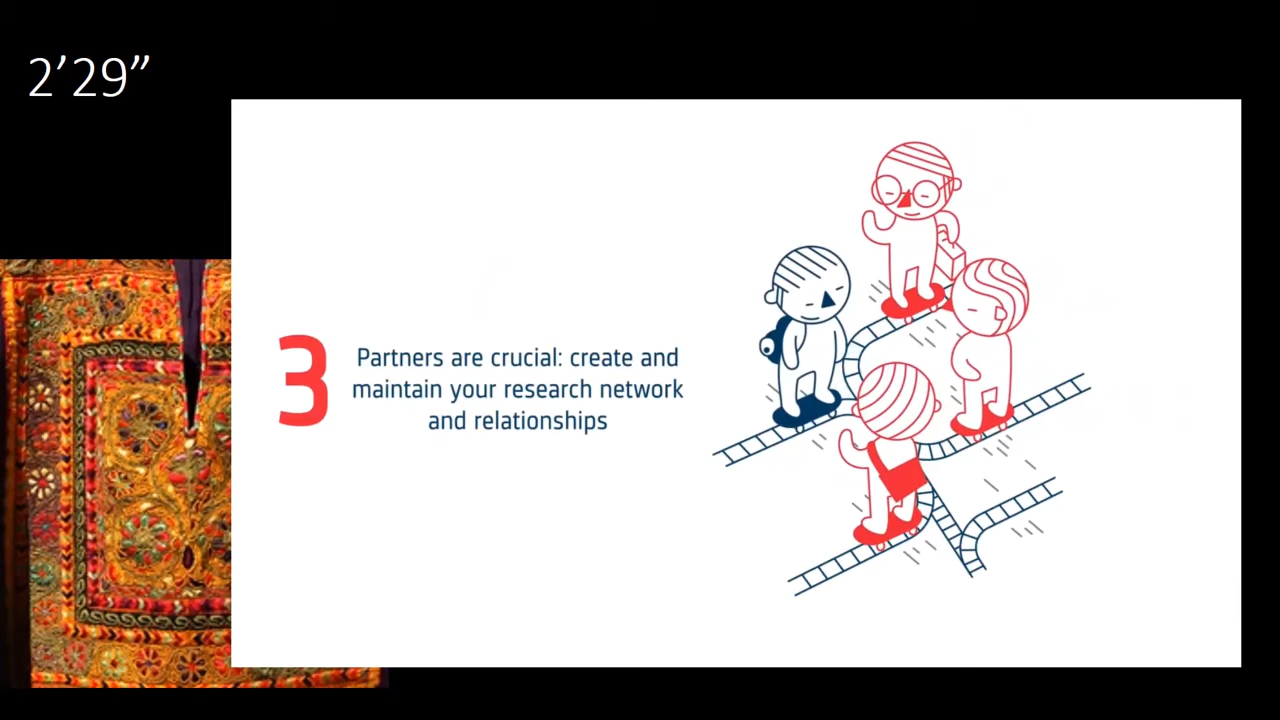 2’29”
3
Partners are crucial: create and
maintain your research network
and relationships